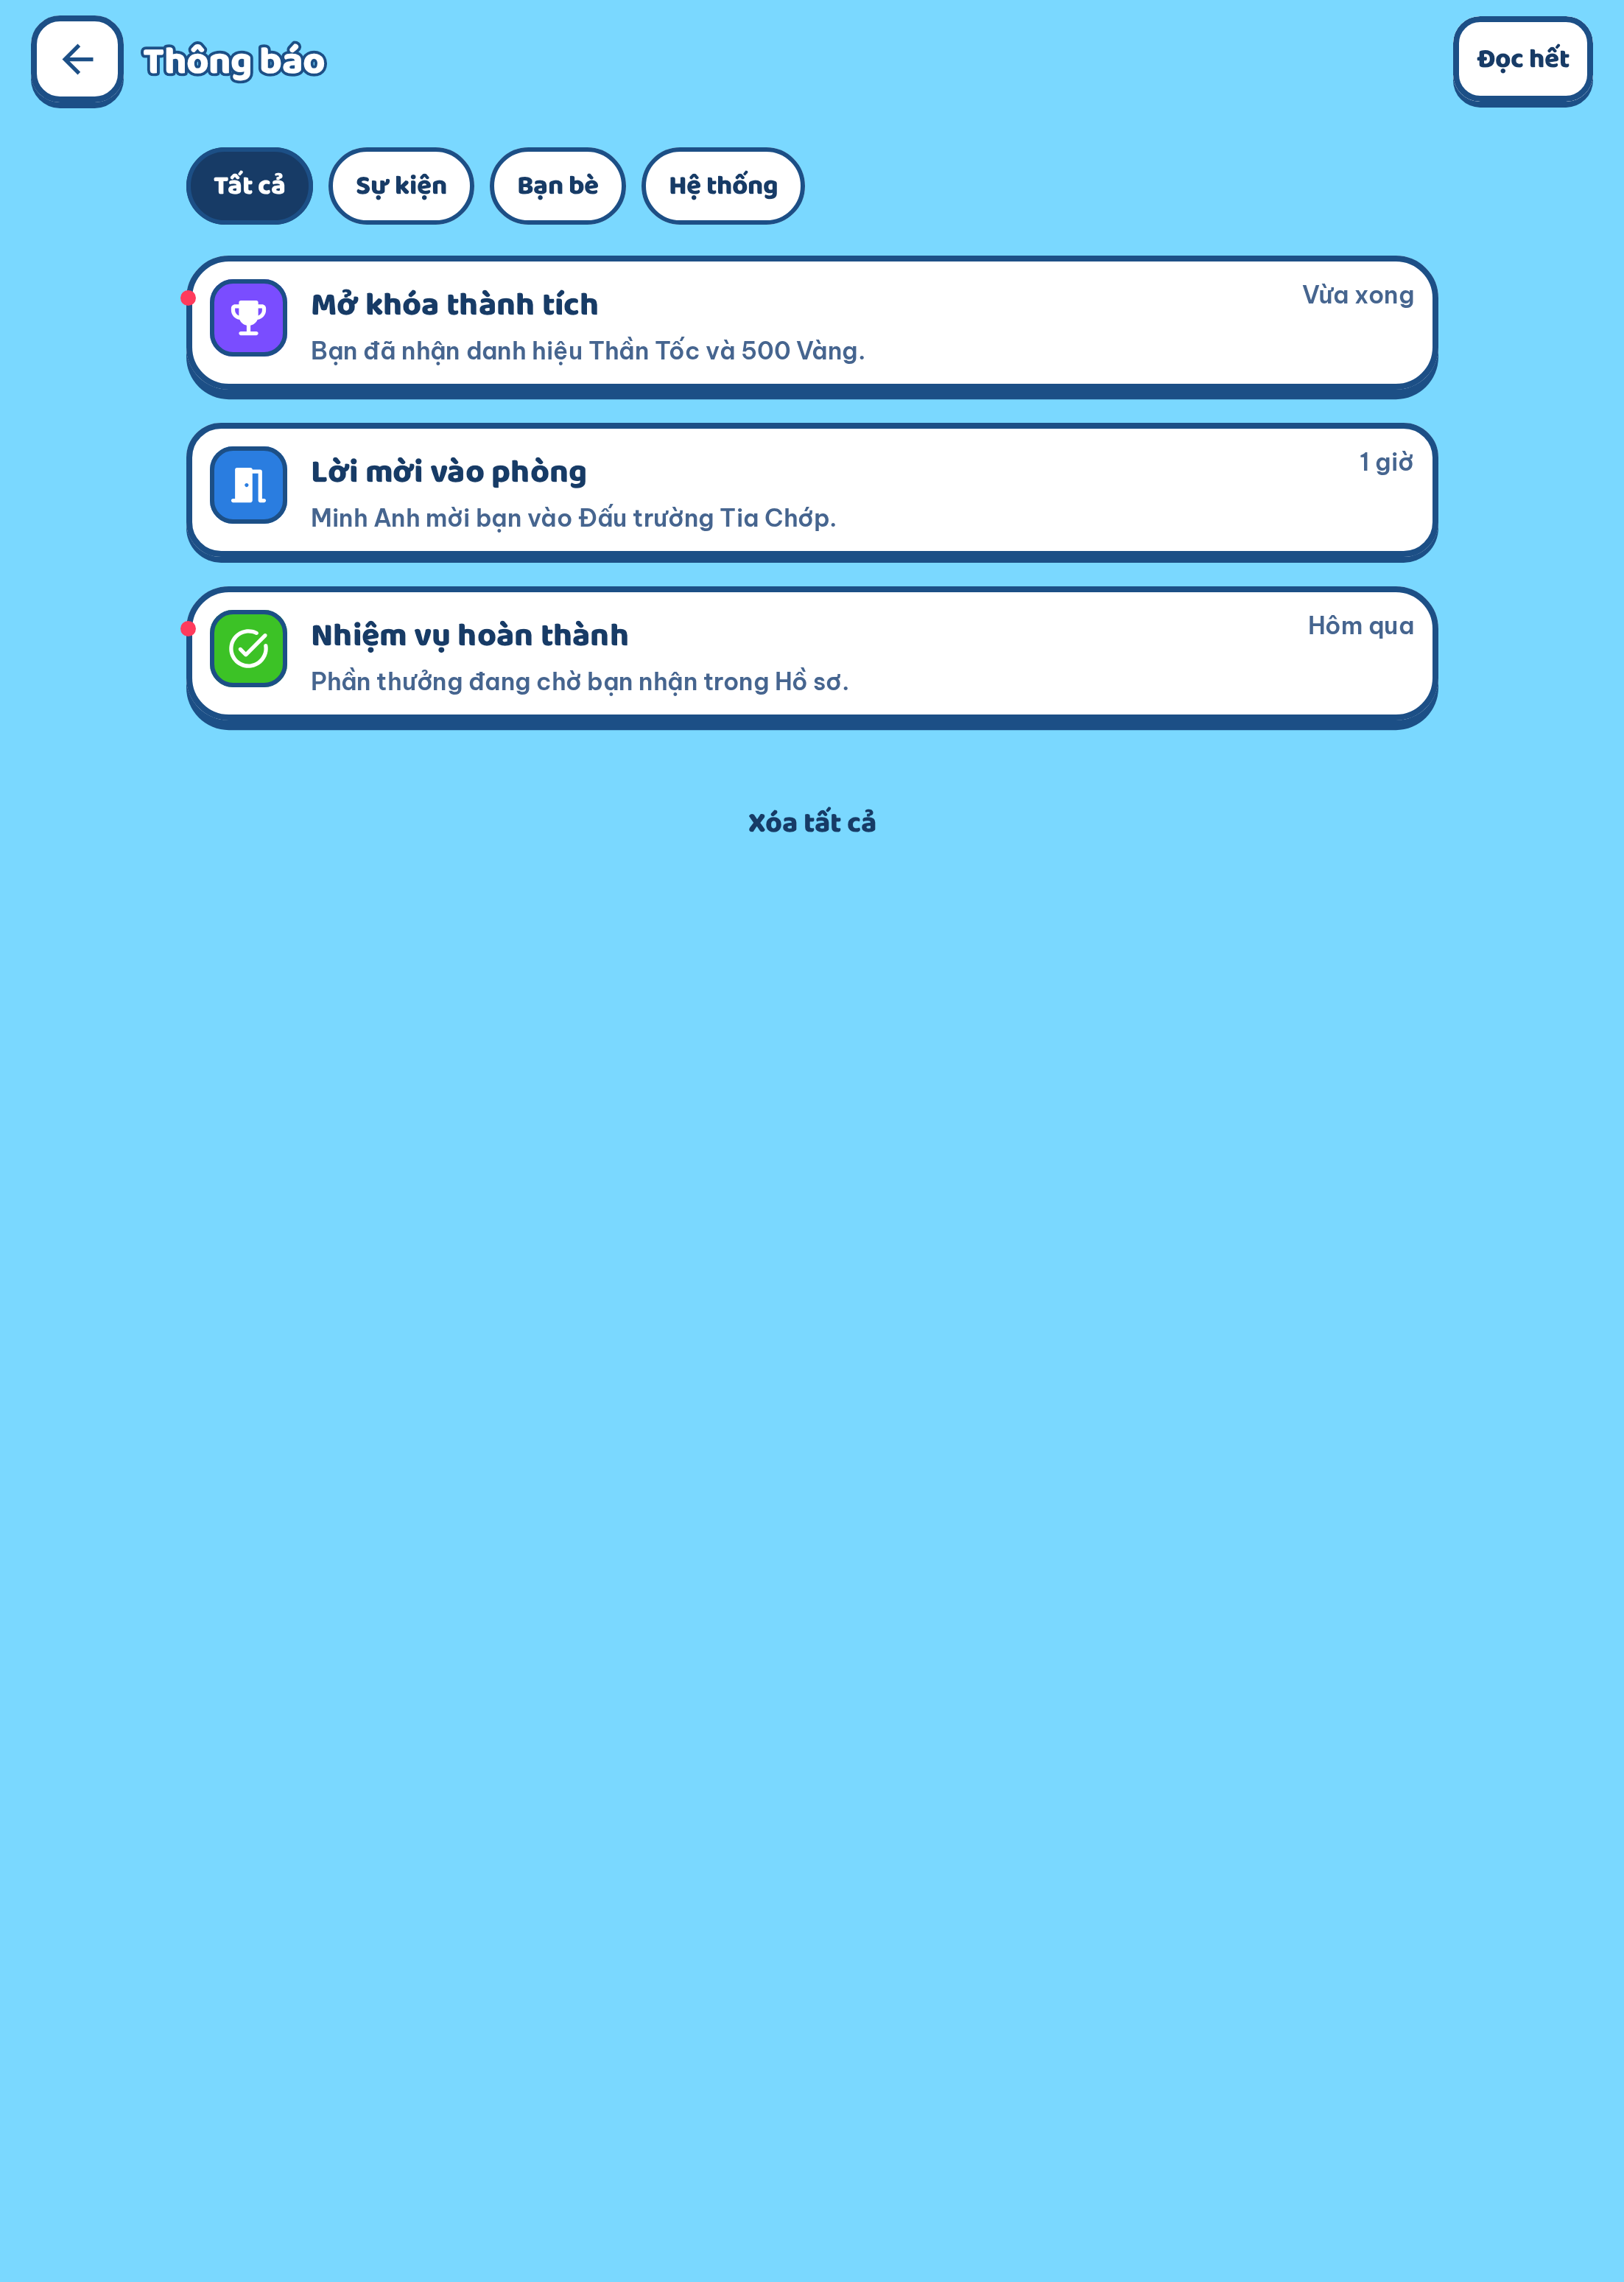 Thông báo
Đọc hết
Tất cả
Sự kiện
Bạn bè
Hệ thống
Mở khóa thành tích
Vừa xong
Bạn đã nhận danh hiệu Thần Tốc và 500 Vàng.
Lời mời vào phòng
1 giờ
Minh Anh mời bạn vào Đấu trường Tia Chớp.
Nhiệm vụ hoàn thành
Hôm qua
Phần thưởng đang chờ bạn nhận trong Hồ sơ.
Xóa tất cả